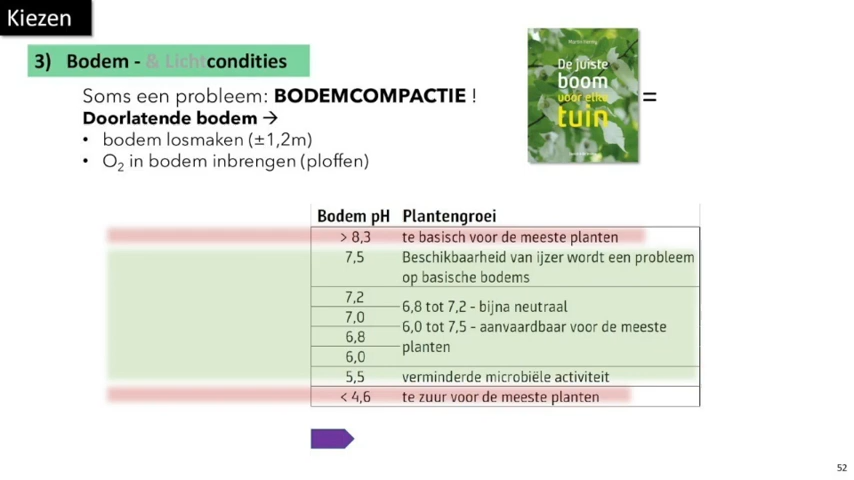 Kiezen
3) Bodem - & Lichtcondities
Soms een probleem: BODEMCOMPACTIE !
Doorlatende bodem →
• bodem losmaken (±1,2m)
• O₂ in bodem inbrengen (ploffen)
De juiste
boom
voor elke
tuin
=
Bodem pH Plantengroei
> 8,3 te basisch voor de meeste planten
7,5 Beschikbaarheid van ijzer wordt een probleem
op basische bodems
7,2
6,8 tot 7,2 - bijna neutraal
7,0
6,0 tot 7,5 - aanvaardbaar voor de meeste
6,8
planten
6,0
5,5 verminderde microbiële activiteit
< 4,6 te zuur voor de meeste planten
52